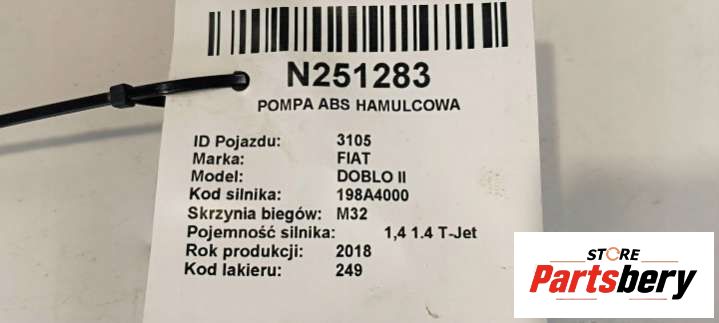 N251283
POMPA ABS HAMULCOWA
ID Pojazdu: 3105
Marka: FIAT
Model: DOBLO II
Kod silnika: 198A4000
Skrzynia biegów: M32
Pojemność silnika: 1,4 1.4 T-Jet
Rok produkcji: 2018
Kod lakieru: 249
STORE
Partsbery